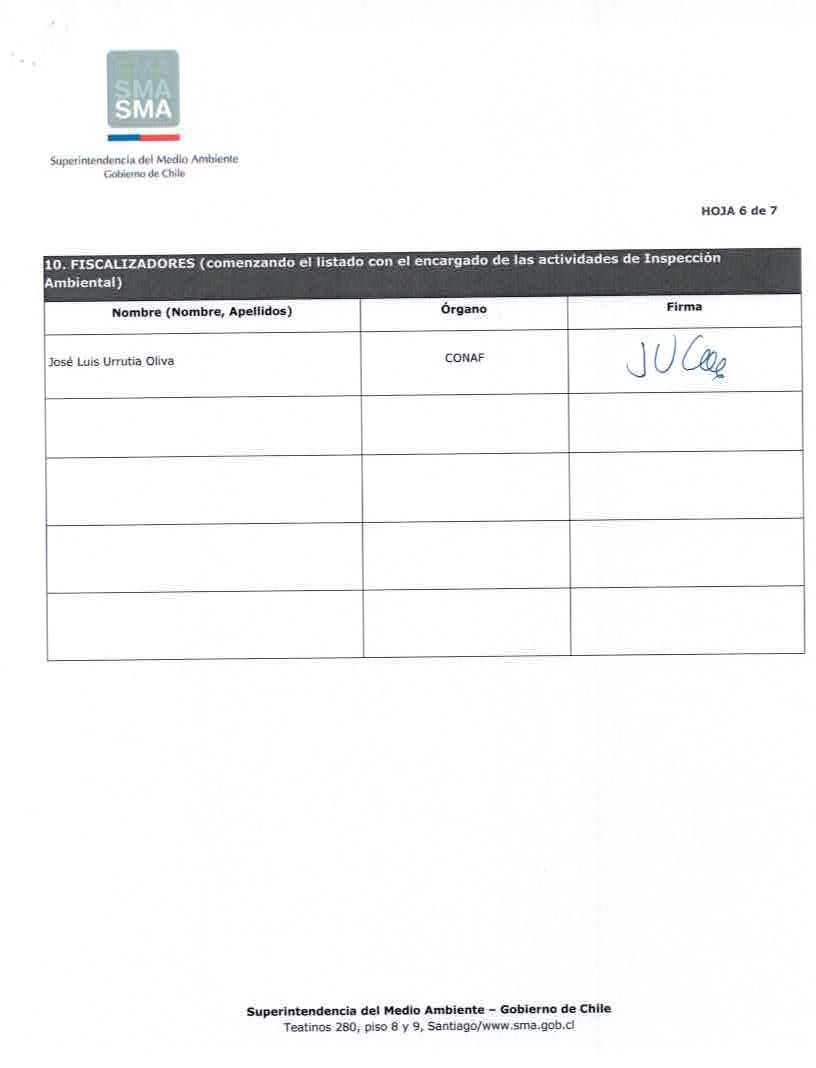 SMA
SMA
Superintendencia del Medio Ambiente
Gobierno de Chile
HOJA 6 de 7
10. FISCALIZADORES (comenzando el listado con el encargado de las actividades de Inspección
Ambiental)
Nombre (Nombre, Apellidos) Órgano Firma
José Luis Urrutia Oliva CONAF
Superintendencia del Medio Ambiente – Gobierno de Chile
Teatinos 280, piso 8 y 9, Santiago/www.sma.gob.cl